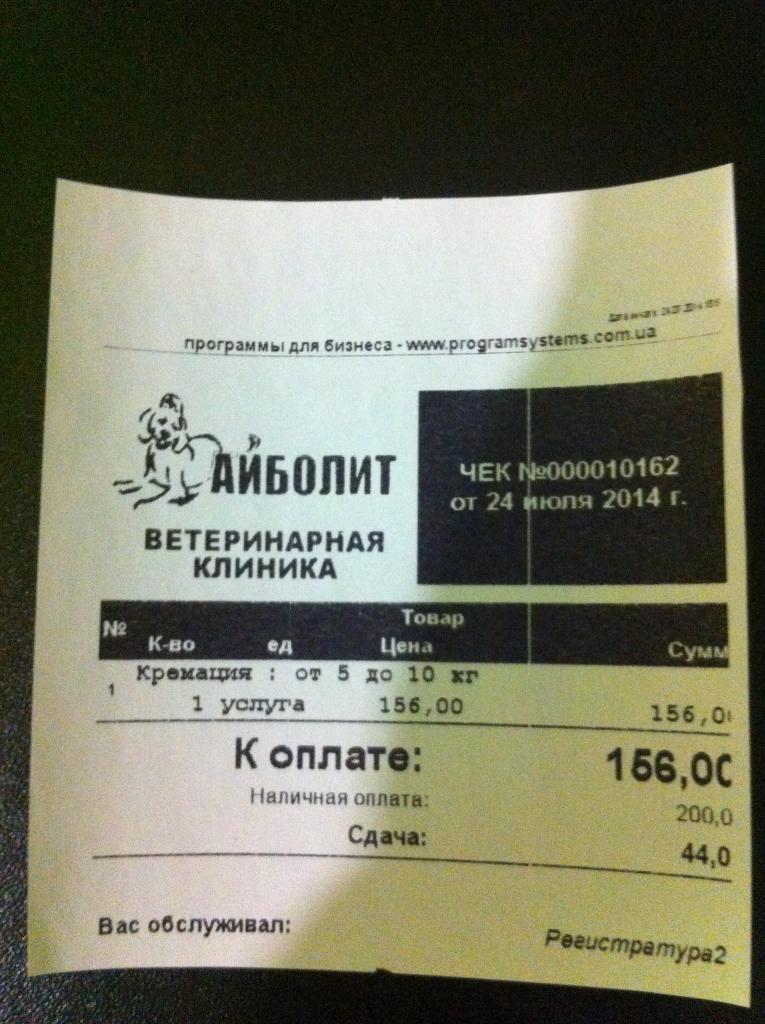 программы для бизнеса - www.programsystems.com.ua
АЙБОЛИТ
ВЕТЕРИНАРНАЯ
КЛИНИКА
ЧЕК №000010162
от 24 июля 2014 г.
№ Товар
К-во ед Цена Сумм
1 Кремация : от 5 до 10 кг
1 услуга 156,00 156,0
К оплате: 156,00
Наличная оплата: 200,0
Сдача: 44,0
Вас обслуживал: Регистратура2